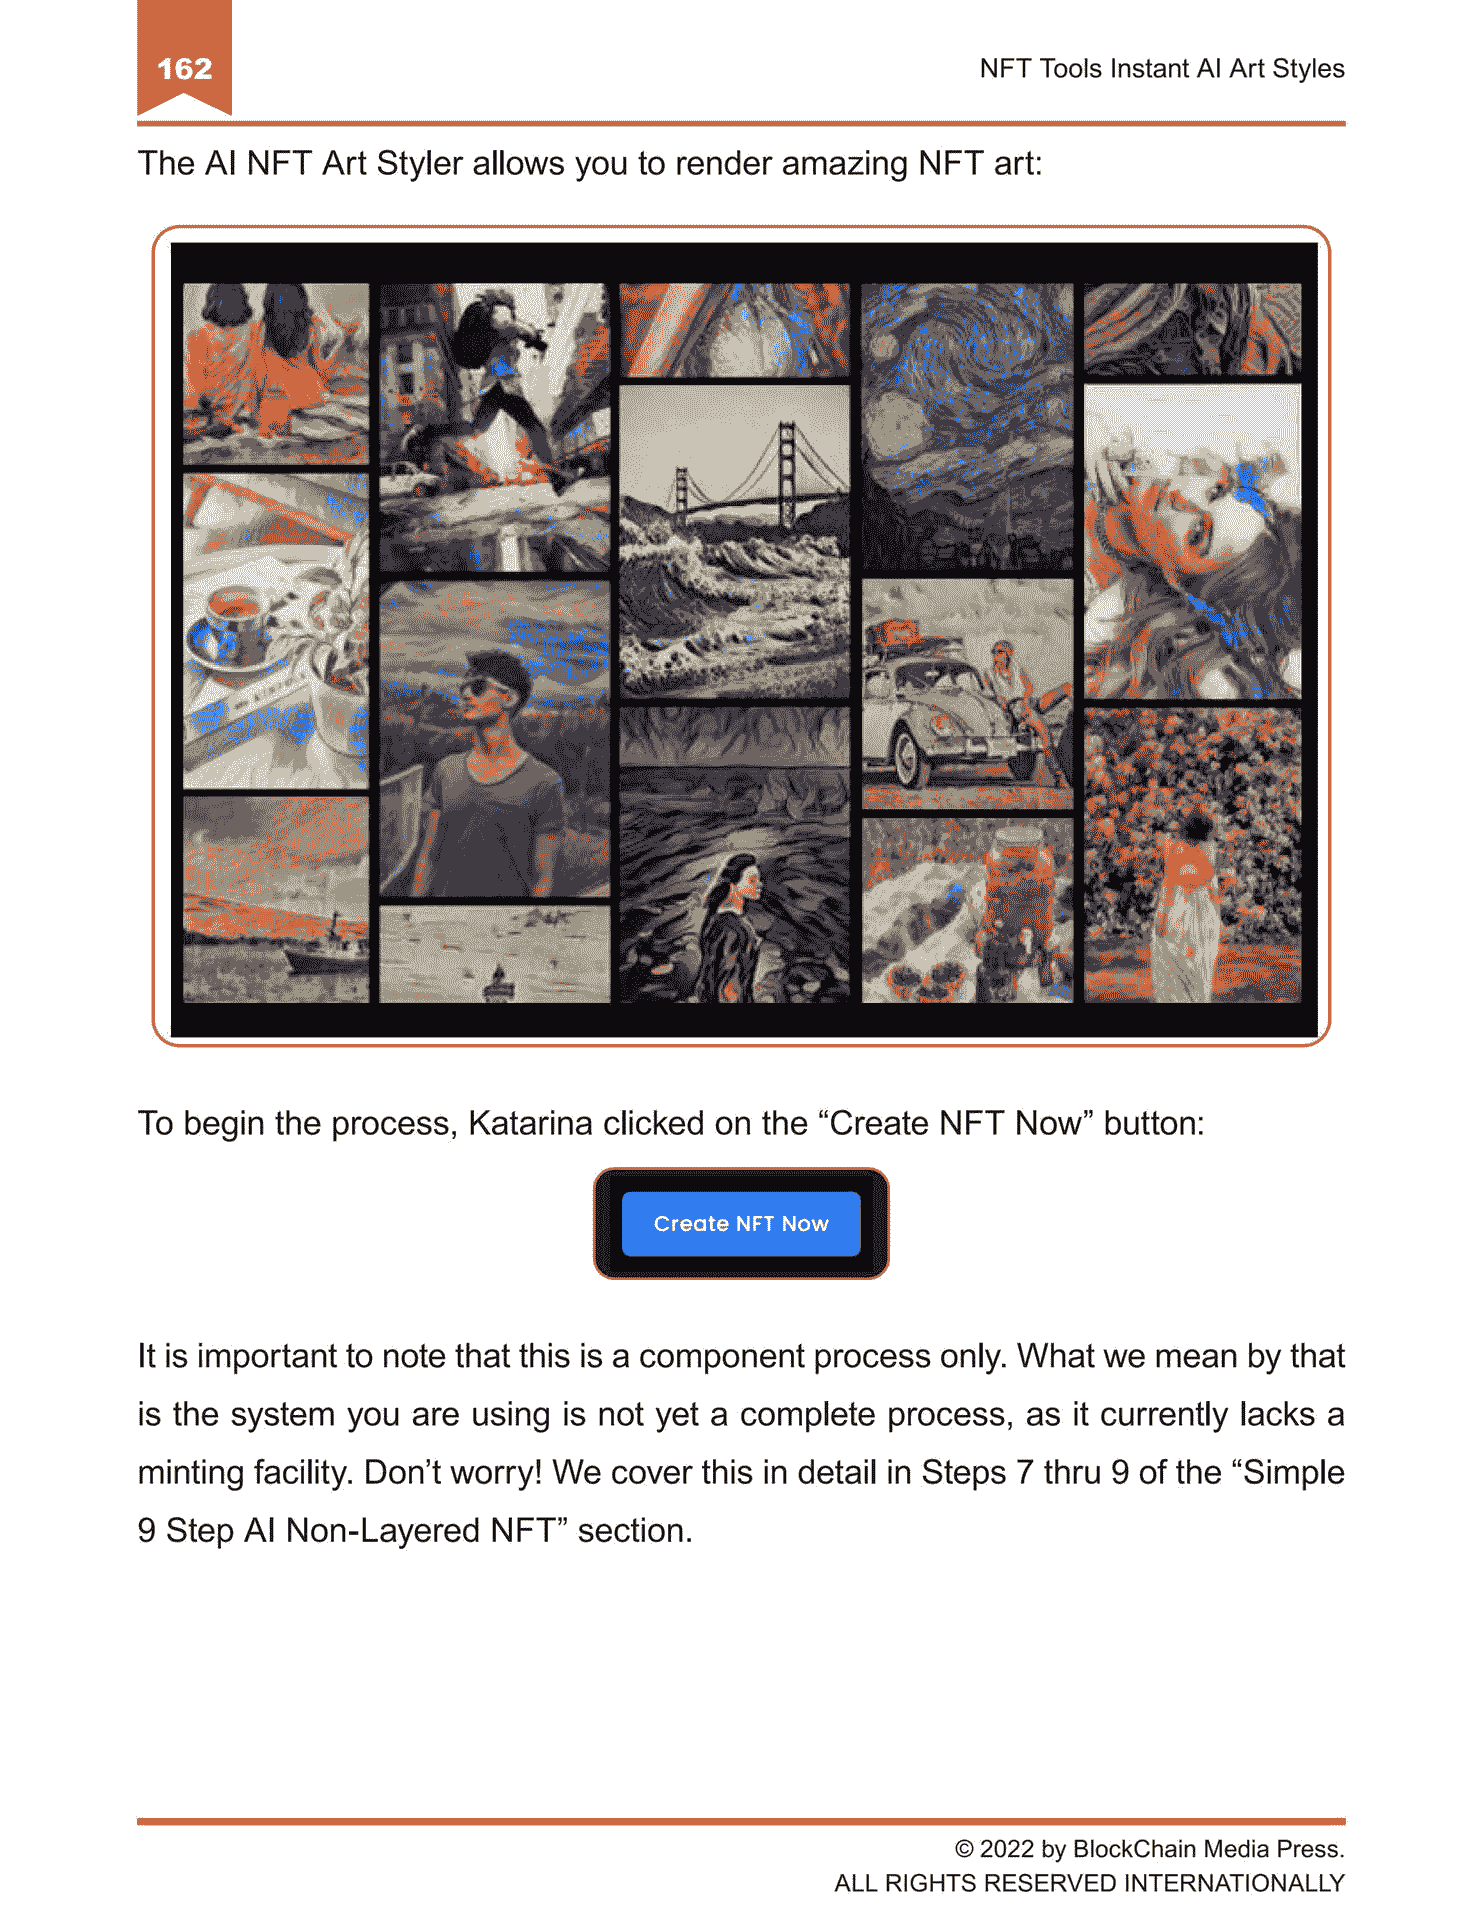 162
NFT Tools Instant AI Art Styles
The AI NFT Art Styler allows you to render amazing NFT art:
To begin the process, Katarina clicked on the “Create NFT Now” button:
Create NFT Now
It is important to note that this is a component process only. What we mean by that
is the system you are using is not yet a complete process, as it currently lacks a
minting facility. Don’t worry! We cover this in detail in Steps 7 thru 9 of the “Simple
9 Step AI Non-Layered NFT” section.
© 2022 by BlockChain Media Press.
ALL RIGHTS RESERVED INTERNATIONALLY